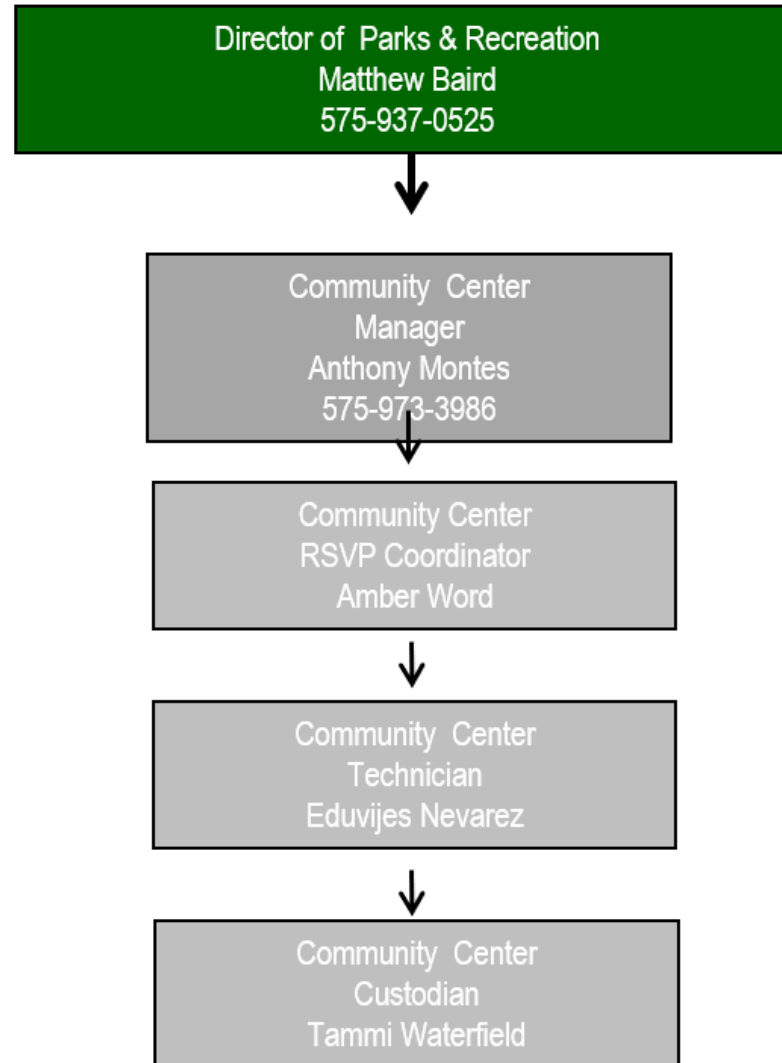 Director of Parks & Recreation
Matthew Baird
575-937-0525
Community Center
Manager
Anthony Montes
575-973-3986
Community Center
RSVP Coordinator
Amber Word
Community Center
Technician
Eduvijes Nevarez
Community Center
Custodian
Tammi Waterfield